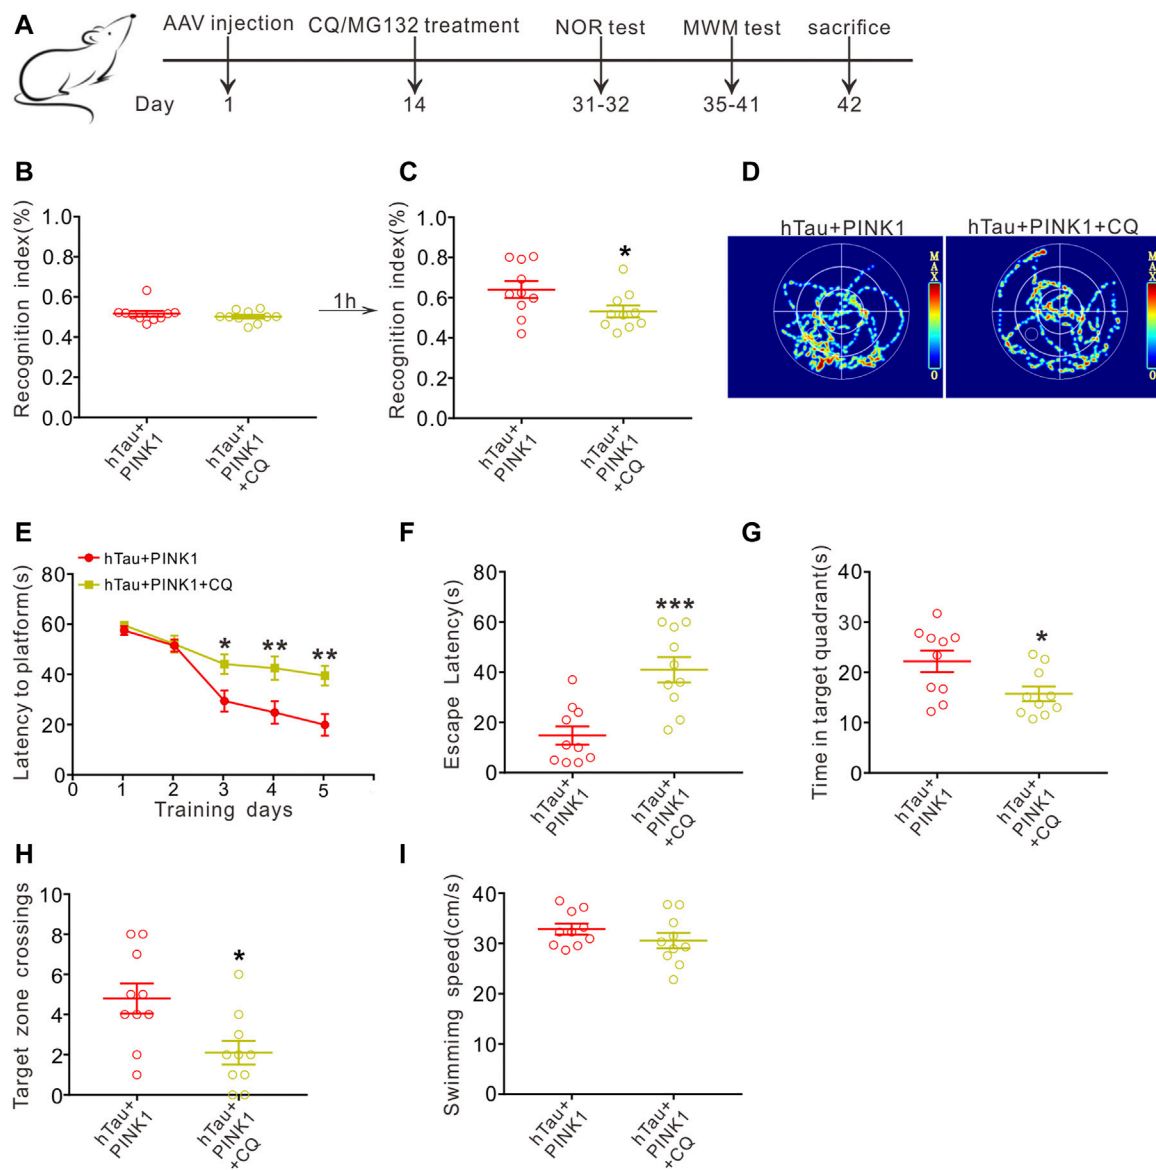 A
AAV injection
CQ/MG132 treatment
NOR test
MWM test
sacrifice
Day
1
14
31-32
35-41
42
B
Recognition index(%)
1.0
0.8
0.6
0.4
0.2
0.0
hTau+
PINK1
hTau+
PINK1
+CQ
1h
C
Recognition index(%)
1.0
0.8
0.6
0.4
0.2
0.0
*
hTau+
PINK1
hTau+
PINK1
+CQ
D
hTau+PINK1
MAX
0
hTau+PINK1+CQ
MAX
0
E
hTau+PINK1
hTau+PINK1+CQ
Latency to platform(s)
80
60
40
20
0
*
**
**
0
1
2
3
4
5
Training days
F
Escape Latency(s)
80
60
40
20
0
***
hTau+
PINK1
hTau+
PINK1
+CQ
G
Time in target quadrant(s)
40
30
20
10
0
*
hTau+
PINK1
hTau+
PINK1
+CQ
H
Target zone crossings
10
8
6
4
2
0
*
hTau+
PINK1
hTau+
PINK1
+CQ
I
Swimmimg speed(cm/s)
40
30
20
10
0
hTau+
PINK1
hTau+
PINK1
+CQ